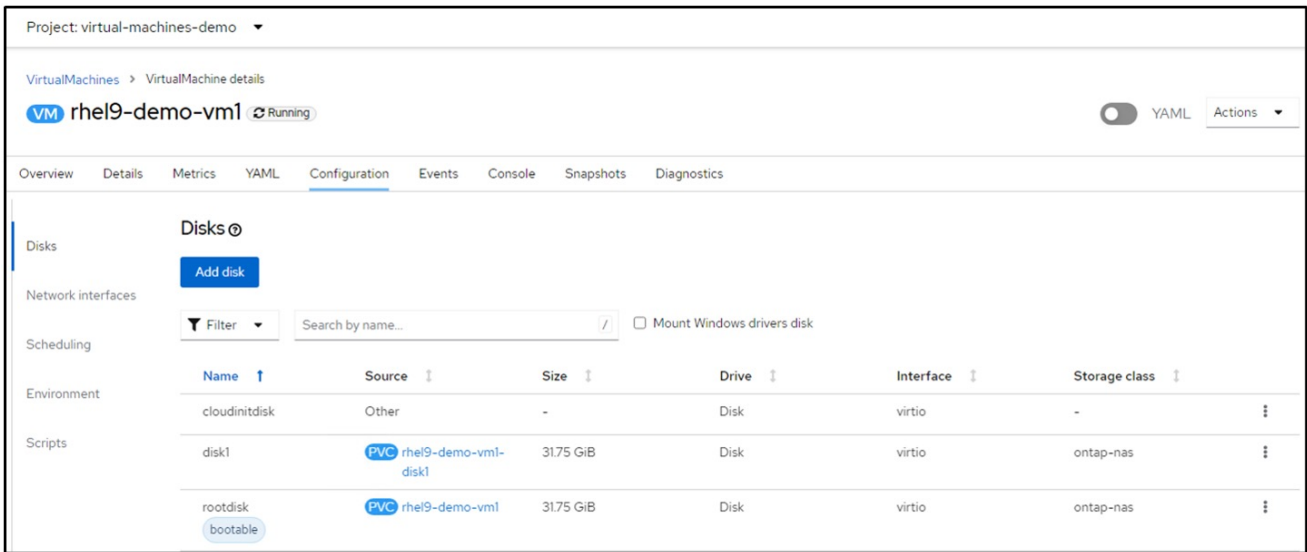 Project: virtual-machines-demo
VirtualMachines > VirtualMachine details
VM rhel9-demo-vm1 Running
YAML Actions
Overview Details Metrics YAML Configuration Events Console Snapshots Diagnostics
Disks
Network interfaces
Scheduling
Environment
Scripts
Disks
Add disk
Filter Search by name... / Mount Windows drivers disk
Name Source Size Drive Interface Storage class
cloudinitdisk Other - Disk virtio -
disk1 PVC rhel9-demo-vm1- 31.75 GiB Disk virtio ontap-nas
disk1
rootdisk PVC rhel9-demo-vm1 31.75 GiB Disk virtio ontap-nas
bootable